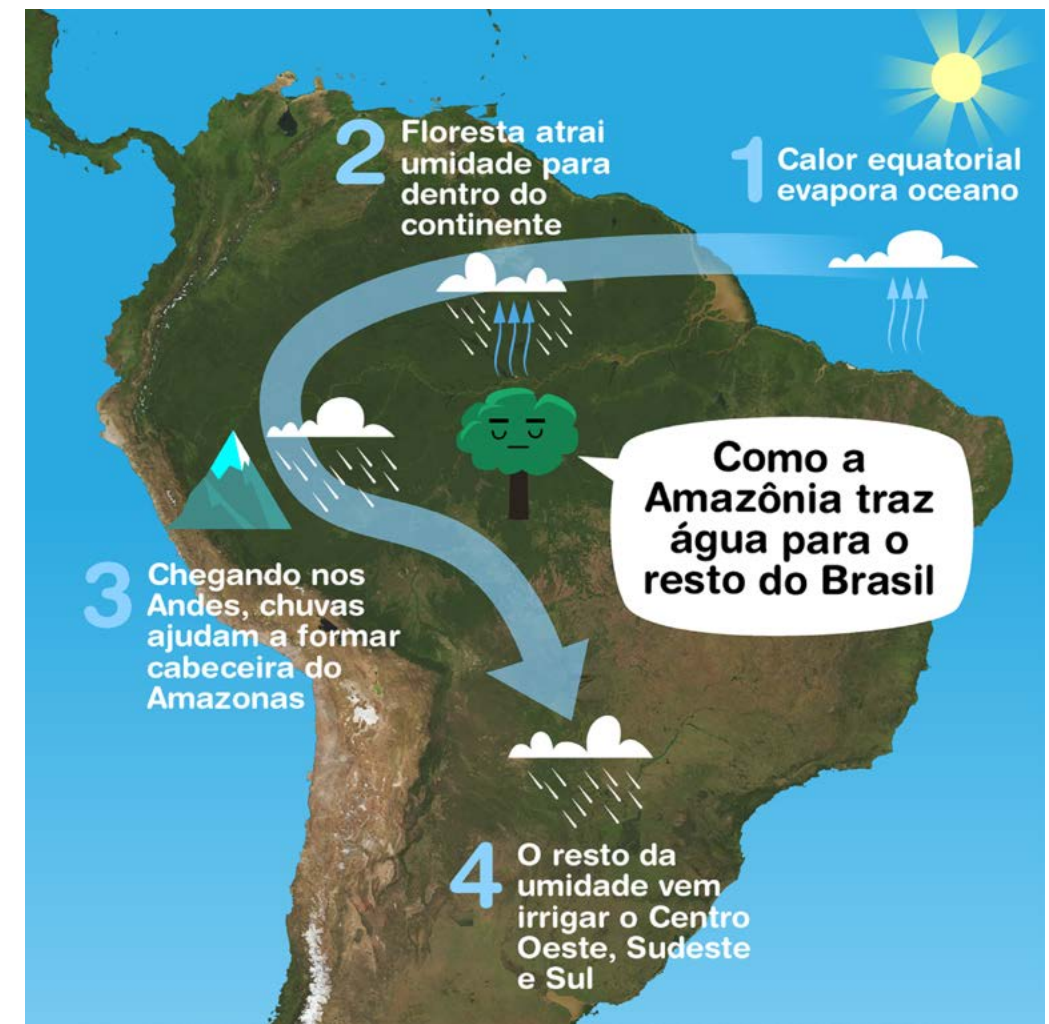 1
Calor equatorial
evapora oceano
2
Floresta atrai
umidade para
dentro do
continente
Como a
Amazônia traz
água para o
resto do Brasil
3
Chegando nos
Andes, chuvas
ajudam a formar
cabeceira do
Amazonas
4
O resto da
umidade vem
irrigar o Centro
Oeste, Sudeste
e Sul